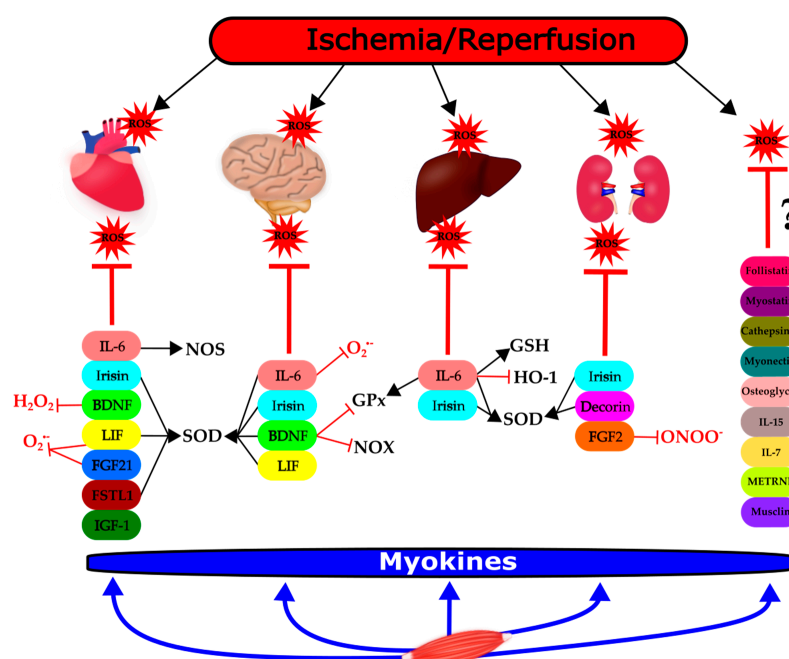 Ischemia/Reperfusion
ROS
ROS
ROS
ROS
ROS
ROS
ROS
ROS
ROS
?
IL-6
Irisin
BDNF
LIF
FGF21
FSTL1
IGF-1
NOS
H₂O₂
O₂•-
SOD
IL-6
Irisin
BDNF
LIF
O₂•-
GPx
NOX
IL-6
Irisin
GSH
HO-1
SOD
Irisin
Decorin
FGF2
ONOO-
Follistati
Myostati
Cathepsin
Myonecti
Osteoglyc
IL-15
IL-7
METRN
Musclin
Myokines